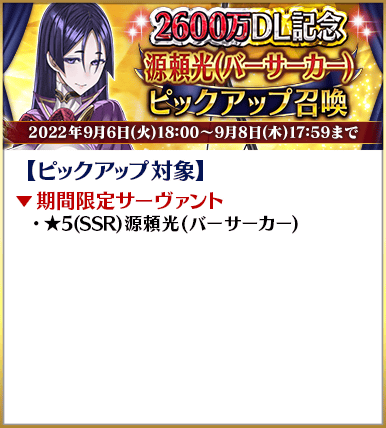 2600万DL記念
源頼光(バーサーカー)
ピックアップ召喚
2022年9月6日(火)18:00～9月8日(木)17:59まで
【ピックアップ対象】
▼期間限定サーヴァント
・★5(SSR)源頼光(バーサーカー)